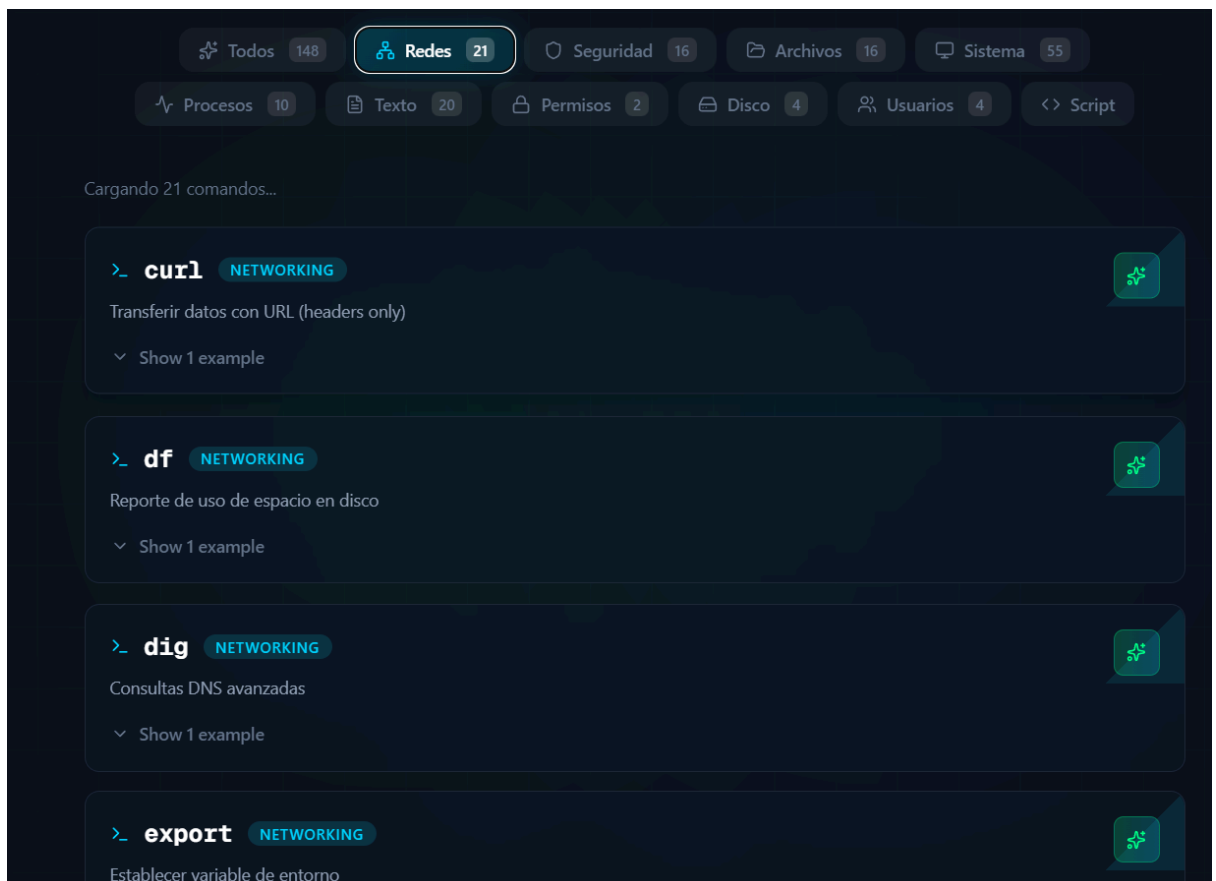 Todos 148 Redes 21 Seguridad 16 Archivos 16 Sistema 55
Procesos 10 Texto 20 Permisos 2 Disco 4 Usuarios 4 <> Script
Cargando 21 comandos...
>_ curl NETWORKING
Transferir datos con URL (headers only)
Show 1 example
>_ df NETWORKING
Reporte de uso de espacio en disco
Show 1 example
>_ dig NETWORKING
Consultas DNS avanzadas
Show 1 example
>_ export NETWORKING
Establecer variable de entorno